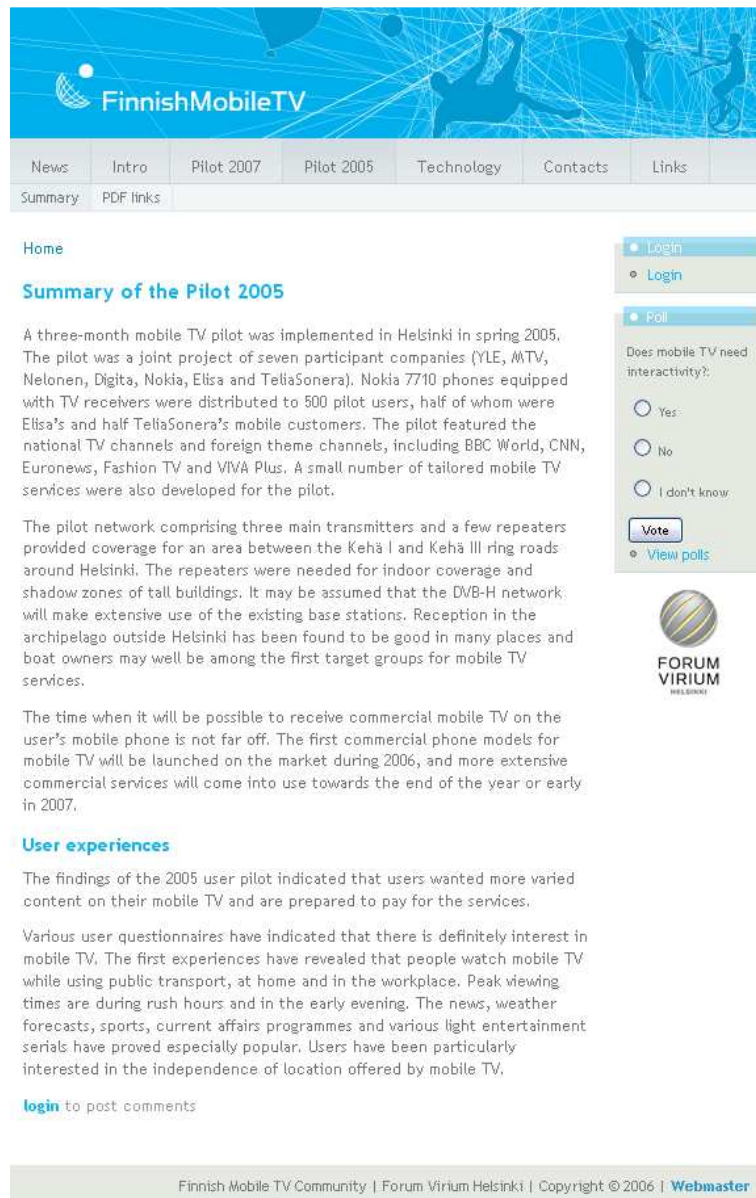 FinnishMobileTV
News Intro Pilot 2007 Pilot 2005 Technology Contacts Links
Summary PDF links
Home
Summary of the Pilot 2005
A three-month mobile TV pilot was implemented in Helsinki in spring 2005.
The pilot was a joint project of seven participant companies (YLE, MTV,
Nelonen, Digita, Nokia, Elisa and TeliaSonera). Nokia 7710 phones equipped
with TV receivers were distributed to 500 pilot users, half of whom were
Elisa's and half TeliaSonera's mobile customers. The pilot featured the
national TV channels and foreign theme channels, including BBC World, CNN,
Euronews, Fashion TV and VIVA Plus. A small number of tailored mobile TV
services were also developed for the pilot.
The pilot network comprising three main transmitters and a few repeaters
provided coverage for an area between the Kehä I and Kehä III ring roads
around Helsinki. The repeaters were needed for indoor coverage and
shadow zones of tall buildings. It may be assumed that the DVB-H network
will make extensive use of the existing base stations. Reception in the
archipelago outside Helsinki has been found to be good in many places and
boat owners may well be among the first target groups for mobile TV
services.
The time when it will be possible to receive commercial mobile TV on the
user's mobile phone is not far off. The first commercial phone models for
mobile TV will be launched on the market during 2006, and more extensive
commercial services will come into use towards the end of the year or early
in 2007.
User experiences
The findings of the 2005 user pilot indicated that users wanted more varied
content on their mobile TV and are prepared to pay for the services.
Various user questionnaires have indicated that there is definitely interest in
mobile TV. The first experiences have revealed that people watch mobile TV
while using public transport, at home and in the workplace. Peak viewing
times are during rush hours and in the early evening. The news, weather
forecasts, sports, current affairs programmes and various light entertainment
serials have proved especially popular. Users have been particularly
interested in the independence of location offered by mobile TV.
login to post comments
Login
Login
Poll
Does mobile TV need
interactivity?:
Yes
No
I don't know
Vote
View polls
FORUM
VIRIUM
HELSINKI
Finnish Mobile TV Community | Forum Virium Helsinki | Copyright © 2006 | Webmaster